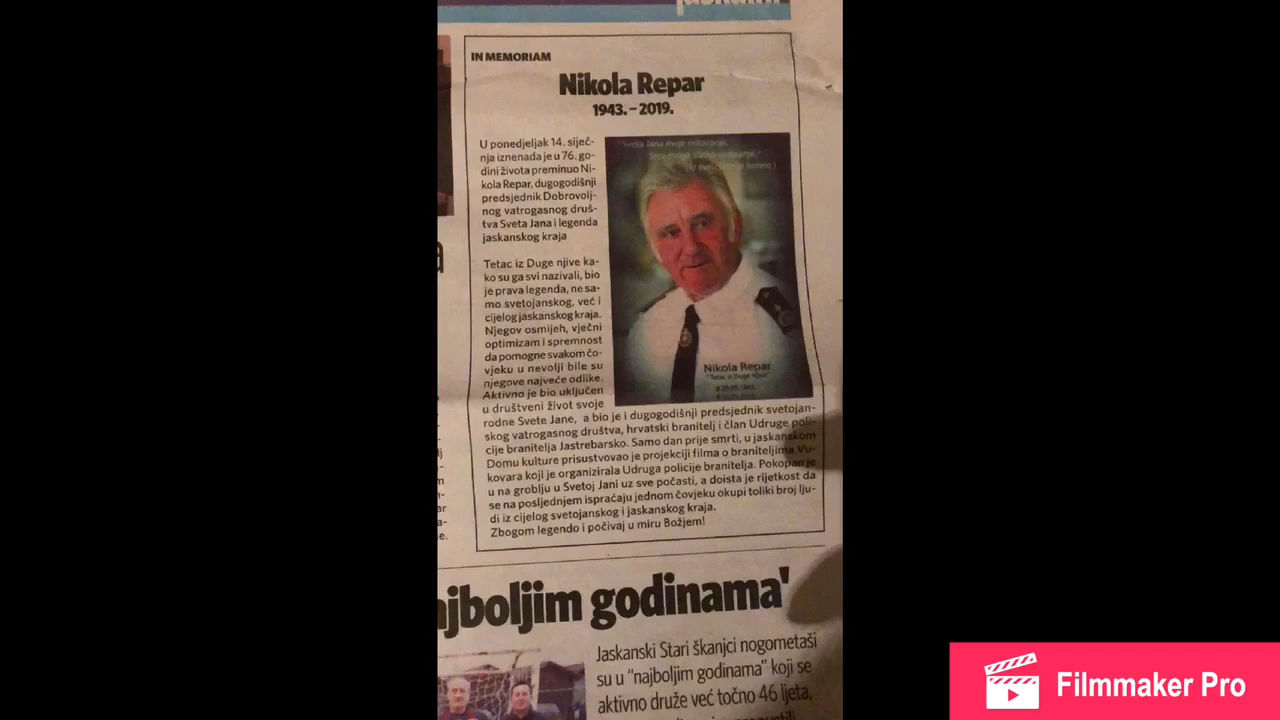 jaskani.
IN MEMORIAM
Nikola Repar
1943. – 2019.
U ponedjeljak 14. siječ-
nja iznenada je u 76. go-
dini života preminuo Ni-
kola Repar, dugogodišnji
predsjednik Dobrovolj-
nog vatrogasnog druš-
tva Sveta Jana i legenda
jaskanskog kraja
Tetac iz Duge njive ka-
ko su ga svi nazivali, bio
je prava legenda, ne sa-
mo svetojanskog, već i
cijelog jaskanskog kraja.
Njegov osmijeh, vječni
optimizam i spremnost
da pomogne svakom čo-
vjeku u nevolji bile su
njegove najveće odlike.
Aktivno je bio uključen
u društveni život svoje
rodne Svete Jane, a bio je i dugogodišnji predsjednik svetojan-
skog vatrogasnog društva, hrvatski branitelj i član Udruge poli-
cije branitelja Jastrebarsko. Samo dan prije smrti, u jaskanskom
Domu kulture prisustvovao je projekciji filma o braniteljima Vu-
kovara koji je organizirala Udruga policije branitelja. Pokopan je
u na groblju u Svetoj Jani uz sve počasti, a doista je rijetkost da
se na posljednjem ispraćaju jednom čovjeku okupi toliki broj lju-
di iz cijelog svetojanskog i jaskanskog kraja.
Zbogom legendo i počivaj u miru Božjem!
Sveta Jana moje
Nikola Repar
"Tetac iz Duge Njive"
ajboljim godinama'
Jaskanski Stari škanjci nogometaši
su u "najboljim godinama" koji se
aktivno druže već točno 46 ljeta,
Filmmaker Pro